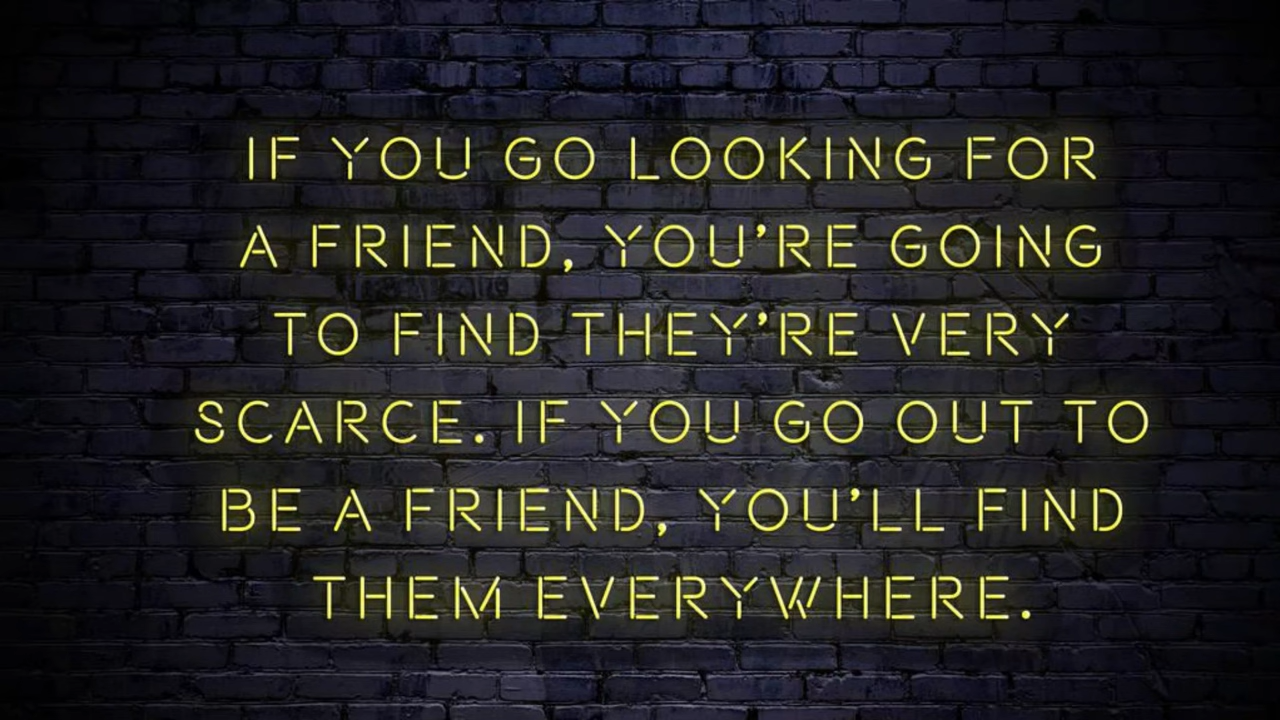 IF YOU GO LOOKING FOR
A FRIEND, YOU'RE GOING
TO FIND THEY'RE VERY
SCARCE. IF YOU GO OUT TO
BE A FRIEND, YOU'LL FIND
THEM EVERYWHERE.